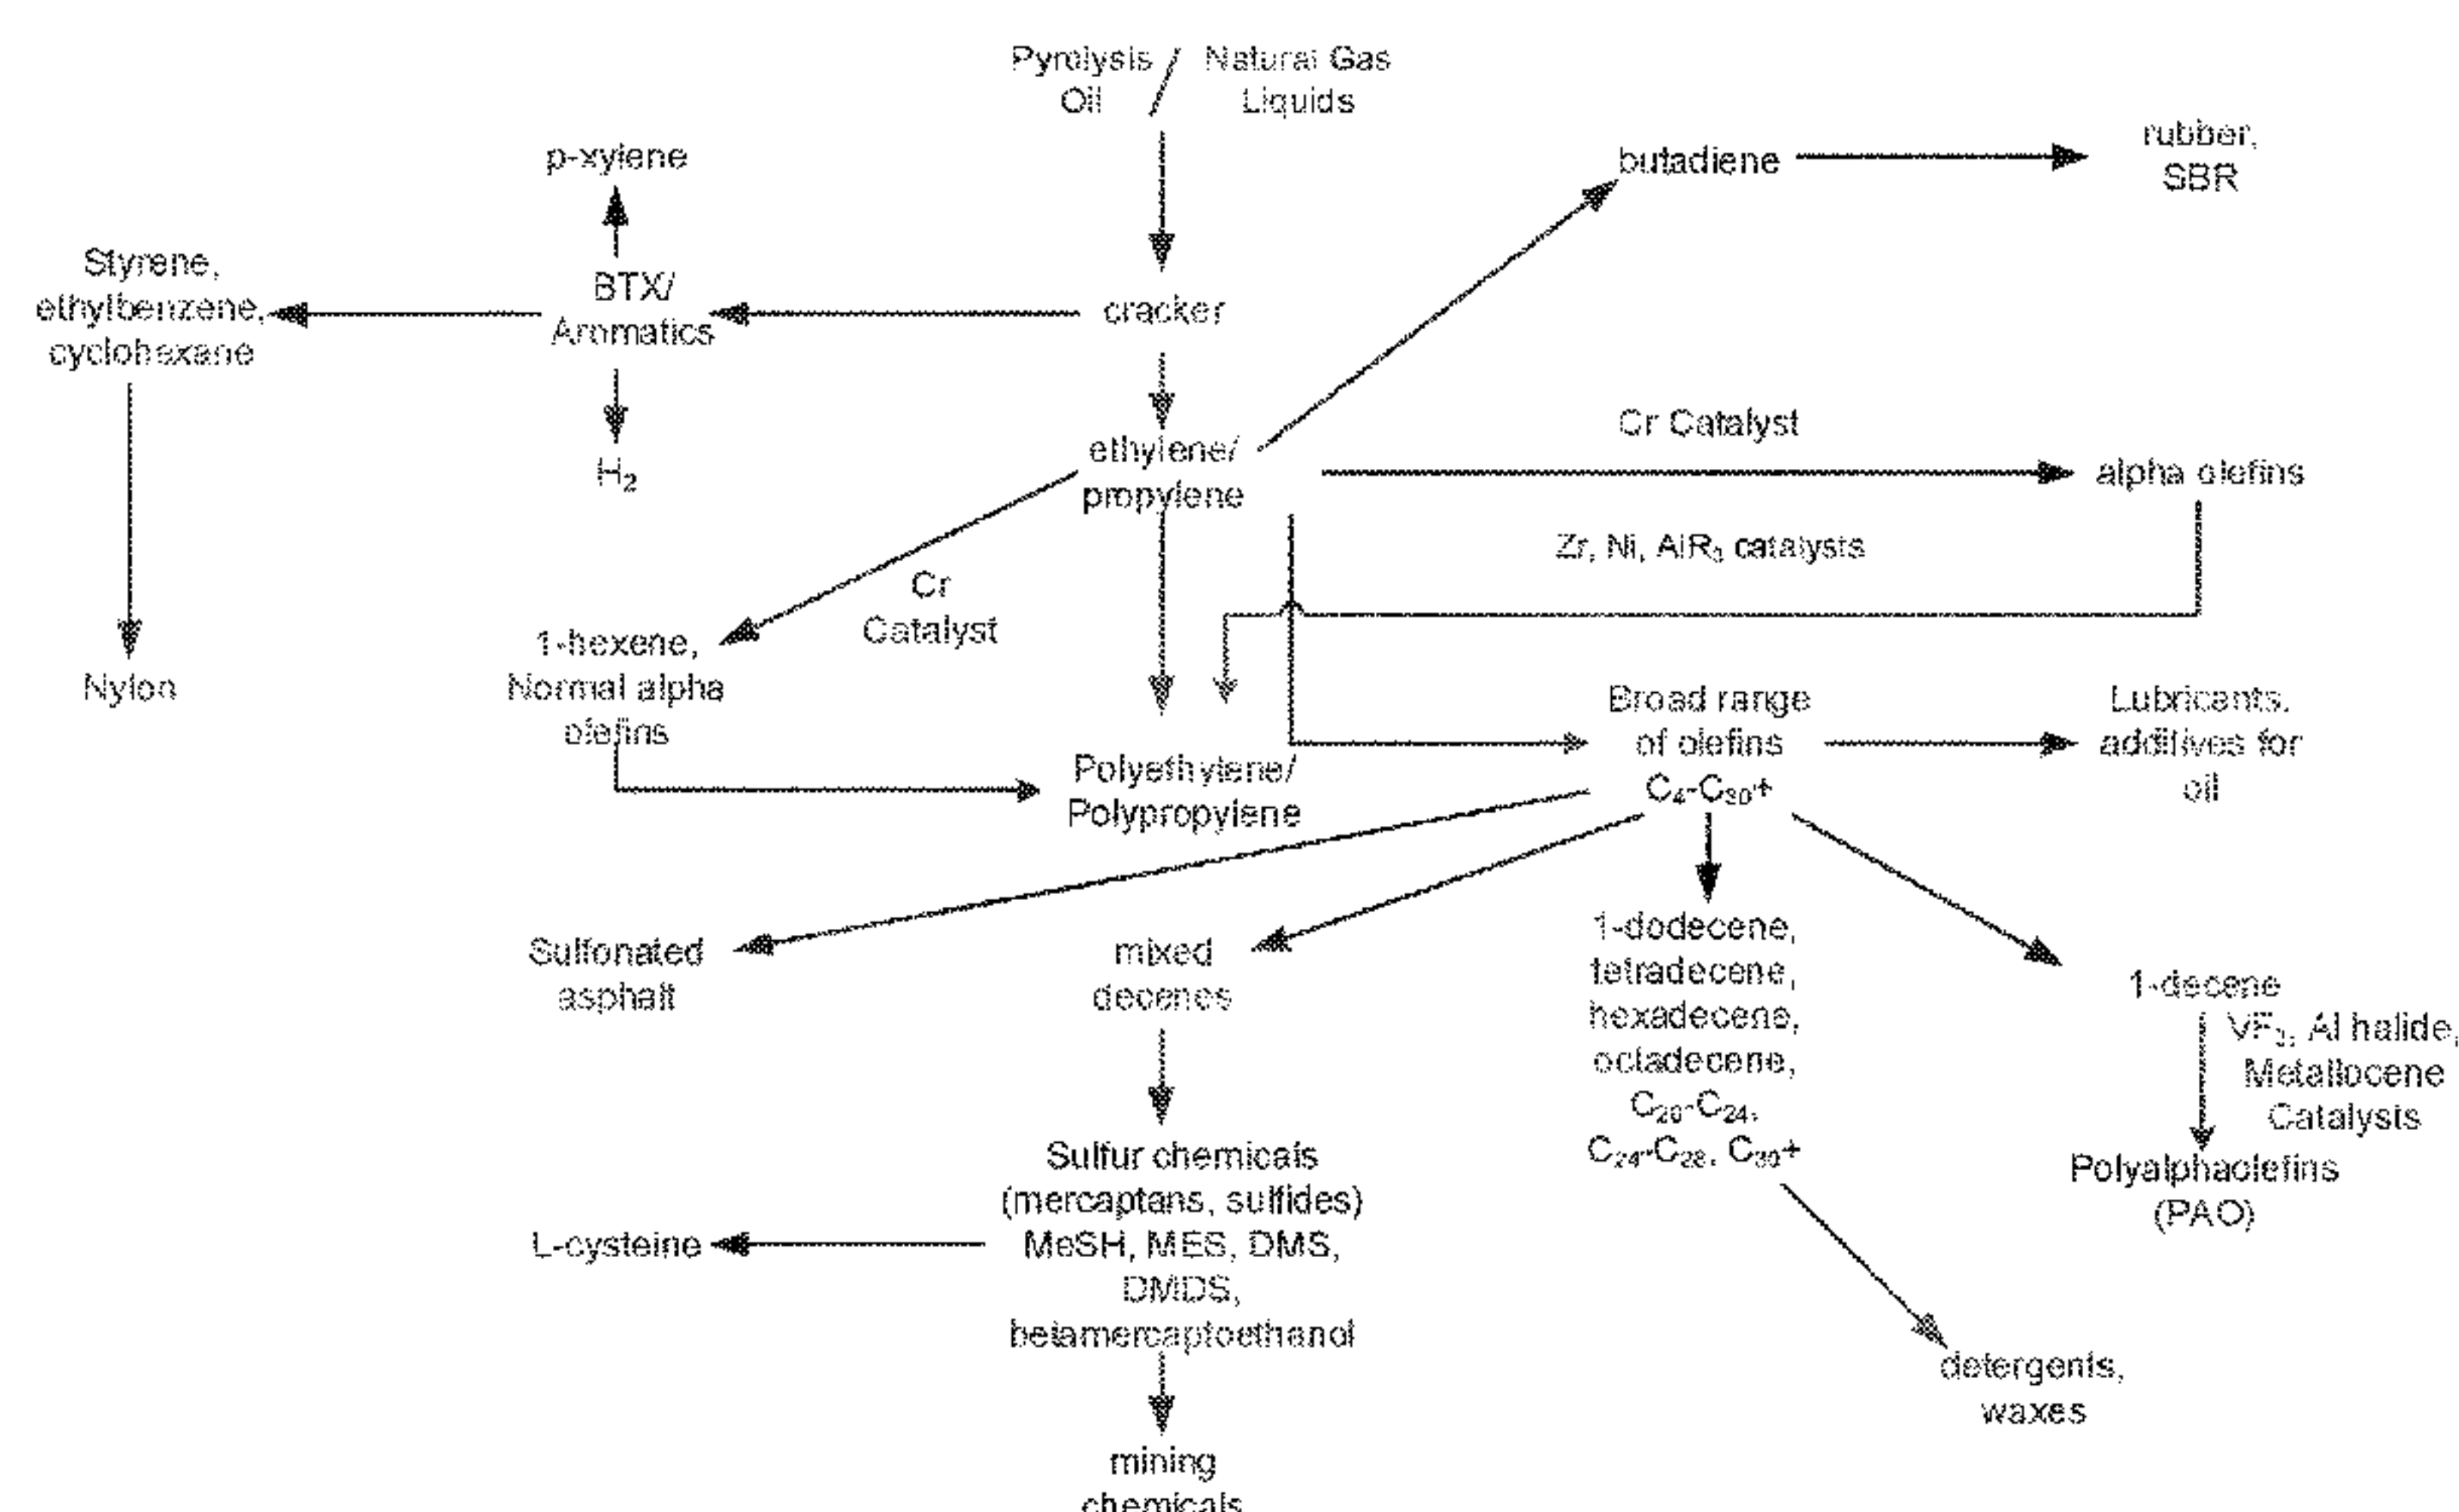 Pyrolysis / Natural Gas
Oil Liquids
p-xylene
butadiene
rubber,
SBR
Styrene,
ethylbenzene,
cyclohexane
BTX/
Aromatics
cracker
H₂
ethylene/
propylene
Cr Catalyst
alpha olefins
Zr, Ni, AlR₃ catalysts
Cr
Catalyst
Nylon
1-hexene,
Normal alpha
olefins
Polyethylene/
Polypropylene
Broad range
of olefins
C₄-C₃₀+
Lubricants,
additives for
oil
Sulfonated
asphalt
mixed
decenes
1-dodecene,
tetradecene,
hexadecene,
octadecene,
C₂₀-C₂₄,
C₂₄-C₂₈, C₃₀+
1-decene
VF₃, Al halide,
Metallocene
Catalysts
Polyalphaolefins
(PAO)
Sulfur chemicals
(mercaptans, sulfides)
MeSH, MES, DMS,
DMDS,
betamercaptoethanol
L-cysteine
detergents,
waxes
mining
chemicals